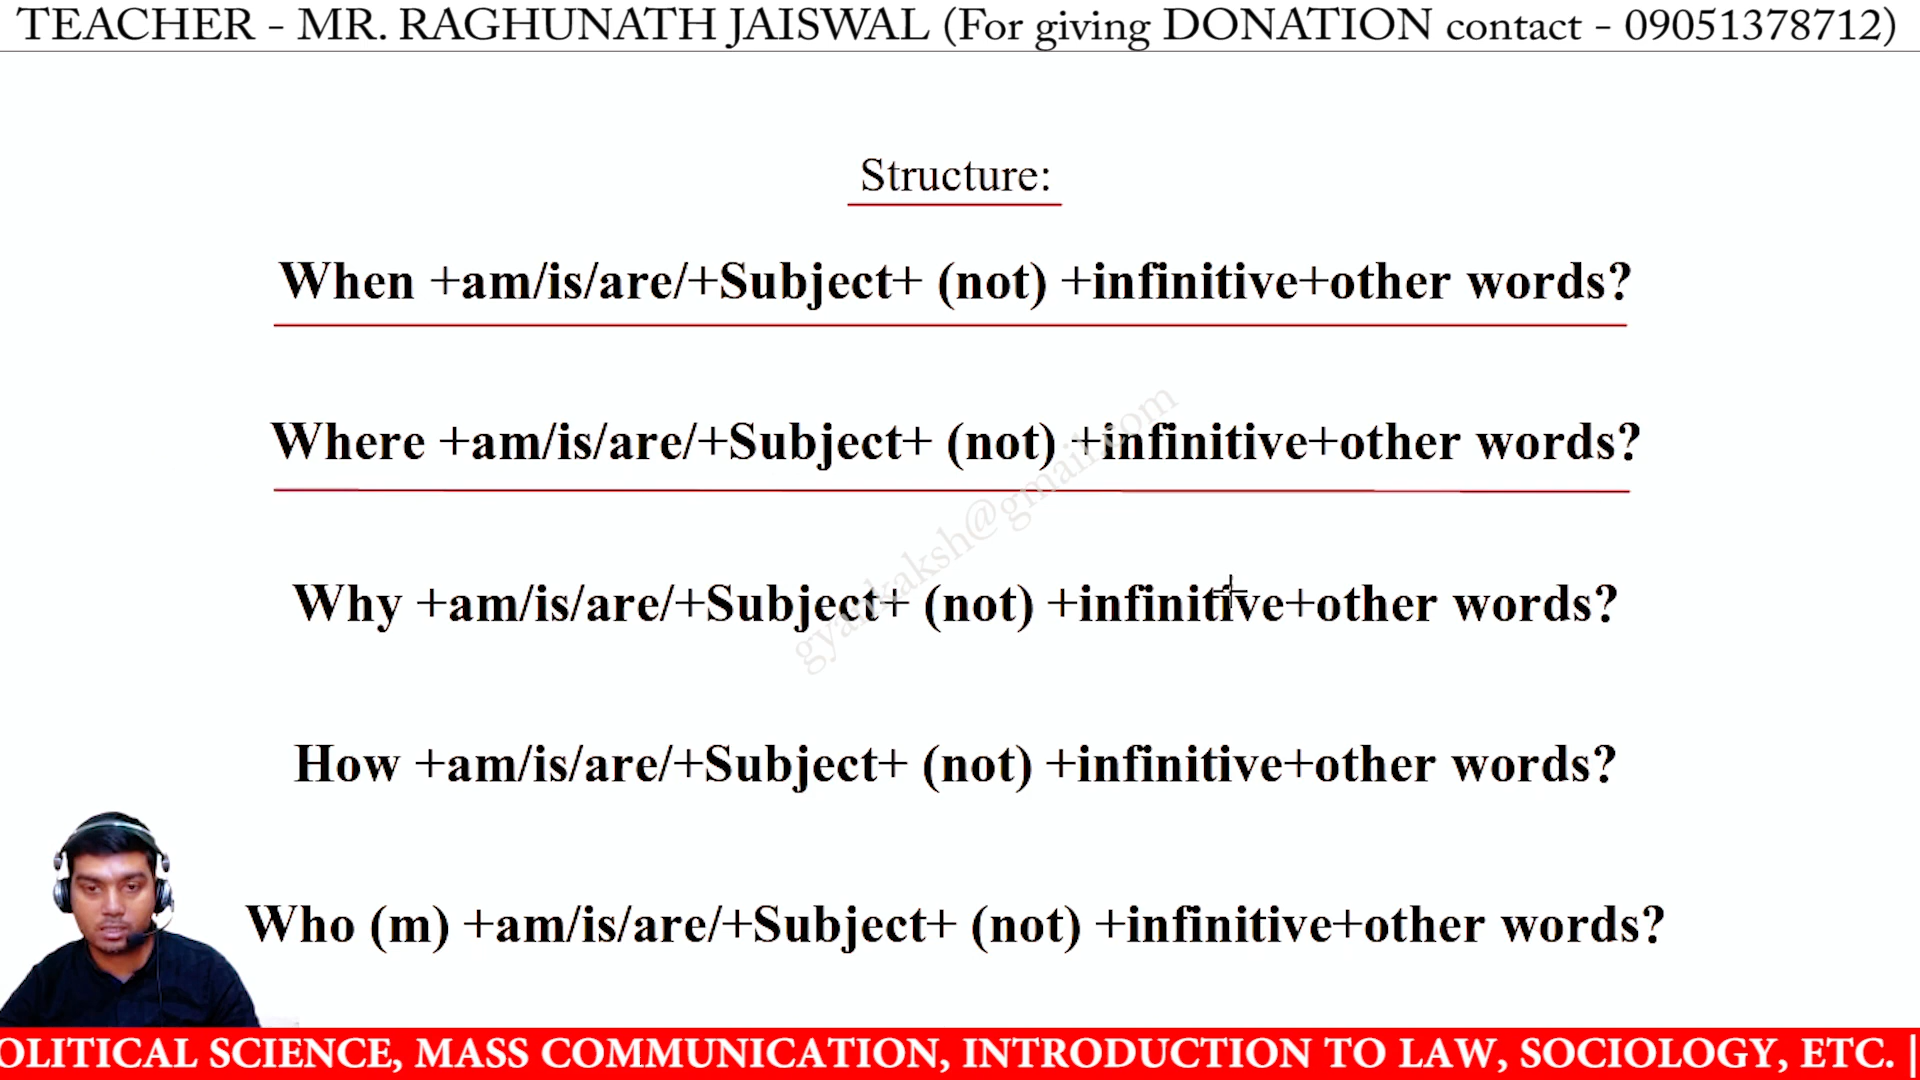 TEACHER - MR. RAGHUNATH JAISWAL (For giving DONATION contact - 09051378712)
Structure:
When +am/is/are/+Subject+ (not) +infinitive+other words?
Where +am/is/are/+Subject+ (not) +infinitive+other words?
gyankaksh@gmail.com
Why +am/is/are/+Subject+ (not) +infinitive+other words?
How +am/is/are/+Subject+ (not) +infinitive+other words?
Who (m) +am/is/are/+Subject+ (not) +infinitive+other words?
OLITICAL SCIENCE, MASS COMMUNICATION, INTRODUCTION TO LAW, SOCIOLOGY, ETC. |